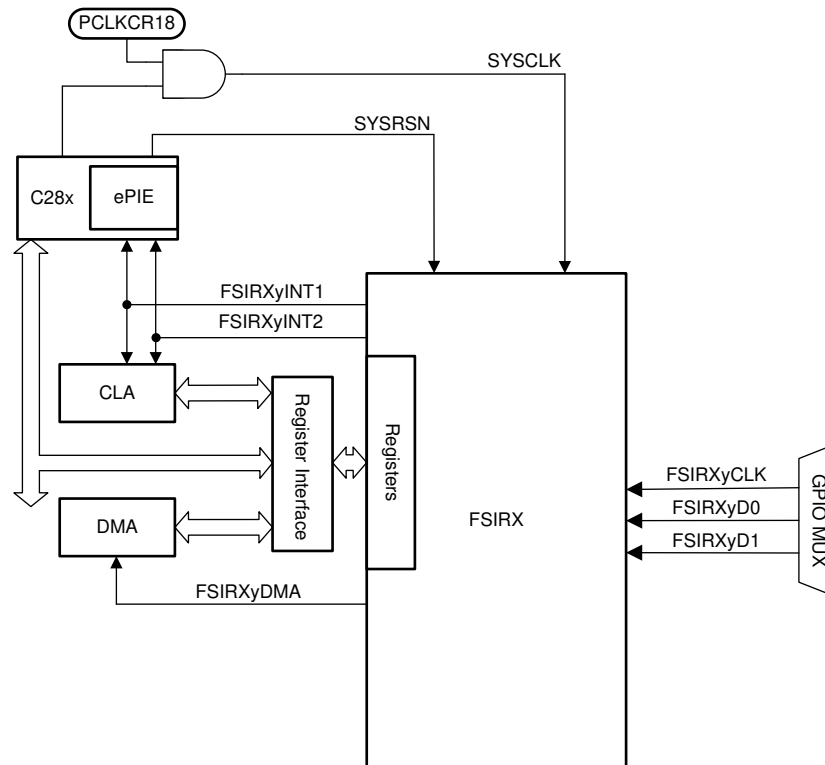 PCLKCR18
SYSCLK
SYSRSN
C28x
ePIE
FSIRXyINT1
FSIRXyINT2
CLA
Register Interface
Registers
FSIRX
FSIRXyCLK
FSIRXyD0
FSIRXyD1
GPIO MUX
DMA
FSIRXyDMA